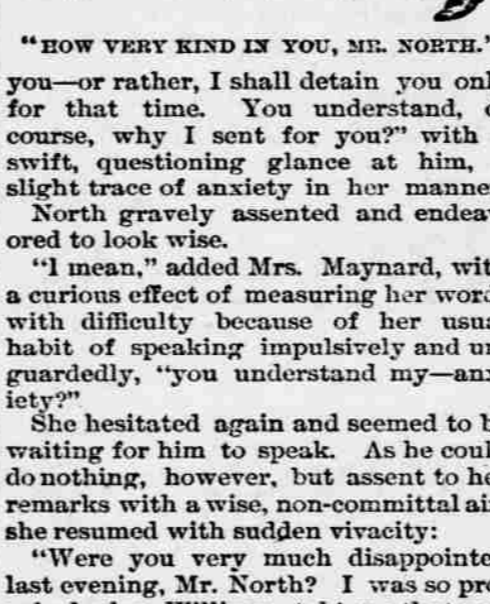 "HOW VERY KIND IN YOU, MR. NORTH."
you—or rather, I shall detain you onl
for that time. You understand,
course, why I sent for you?" with
swift, questioning glance at him,
slight trace of anxiety in her manne
North gravely assented and endea
ored to look wise.
"I mean," added Mrs. Maynard, wit
a curious effect of measuring her word
with difficulty because of her usu
habit of speaking impulsively and un
guardedly, "you understand my—an
iety?"
She hesitated again and seemed to b
waiting for him to speak. As he coul
do nothing, however, but assent to he
remarks with a wise, non-committal ai
she resumed with sudden vivacity:
"Were you very much disappointe
last evening, Mr. North? I was so pro